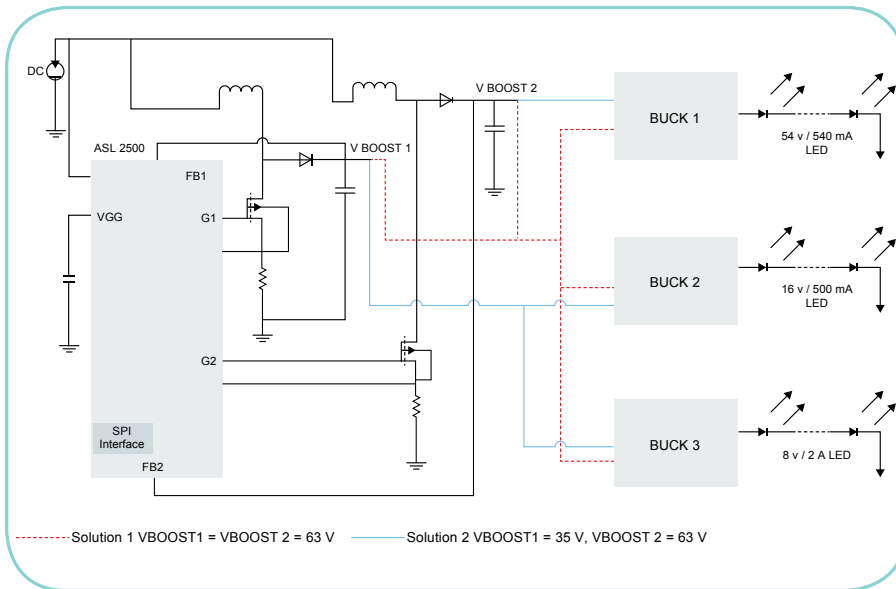 DC
V BOOST 2
ASL 2500
V BOOST 1
FB1
VGG
G1
G2
SPI
Interface
FB2
BUCK 1
54 v / 540 mA
LED
BUCK 2
16 v / 500 mA
LED
BUCK 3
8 v / 2 A LED
Solution 1 VBOOST1 = VBOOST 2 = 63 V
Solution 2 VBOOST1 = 35 V, VBOOST 2 = 63 V